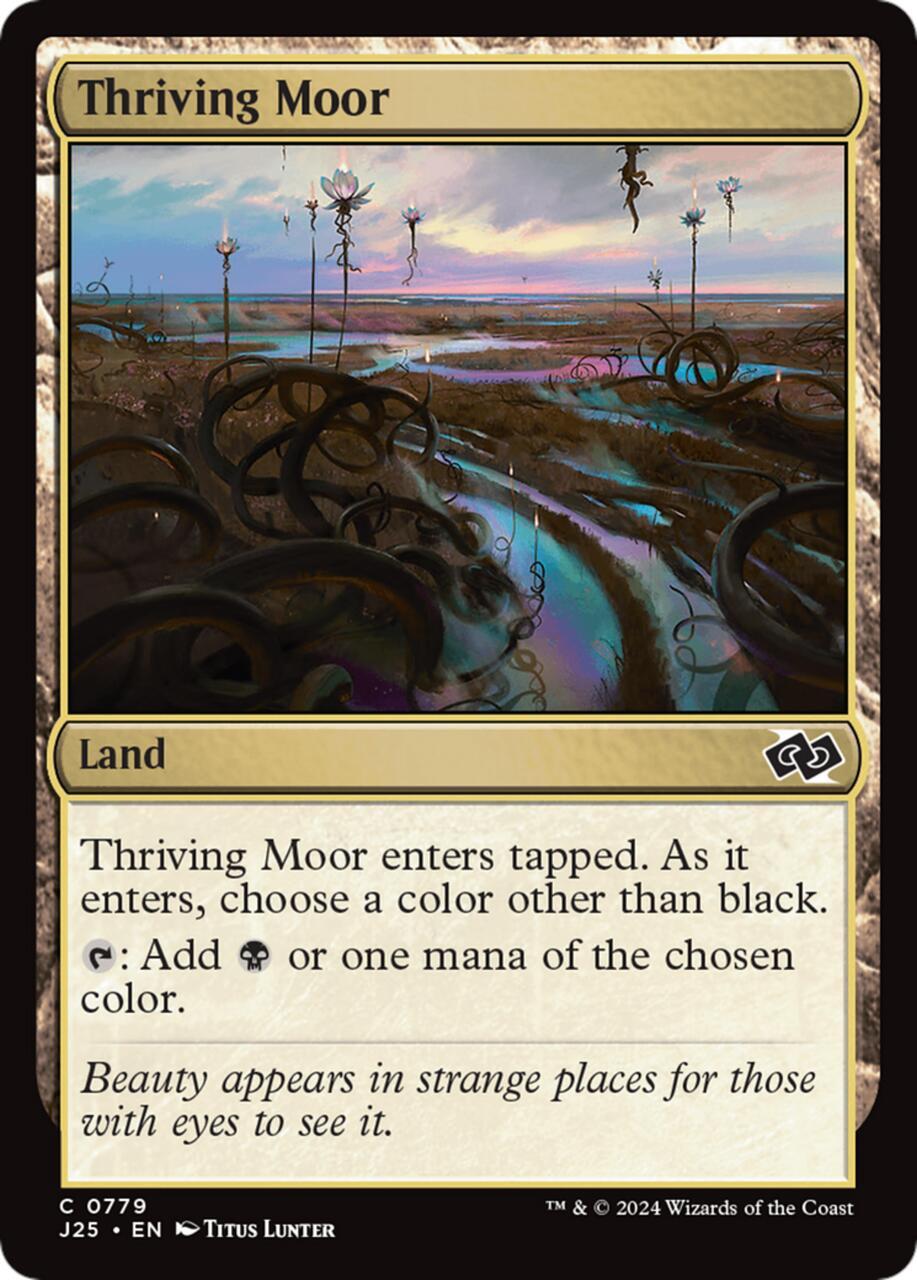 Thriving Moor
Land
Thriving Moor enters tapped. As it
enters, choose a color other than black.
: Add or one mana of the chosen
color.
Beauty appears in strange places for those
with eyes to see it.
C 0779
J25 • EN Titus Lunter
™ & © 2024 Wizards of the Coast